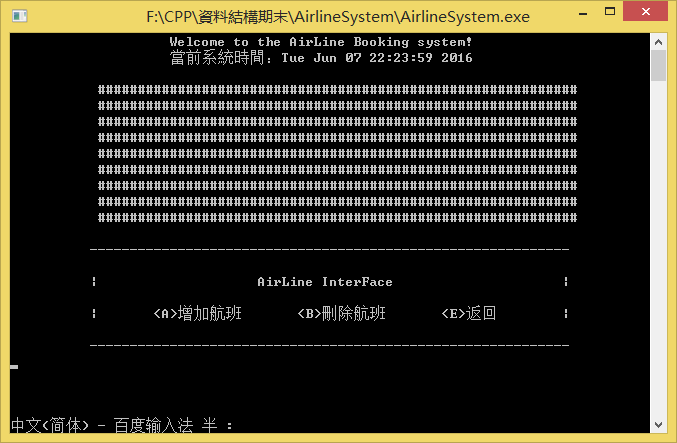 F:\CPP\資料結構期末\AirlineSystem\AirlineSystem.exe
Welcome to the AirLine Booking system!
當前系統時間：Tue Jun 07 22:23:59 2016
############################################################
############################################################
############################################################
############################################################
############################################################
############################################################
############################################################
############################################################
############################################################
------------------------------------------------------------
| AirLine InterFace |
| <A>增加航班 <B>刪除航班 <E>返回 |
------------------------------------------------------------
中文(简体) - 百度输入法 半 :